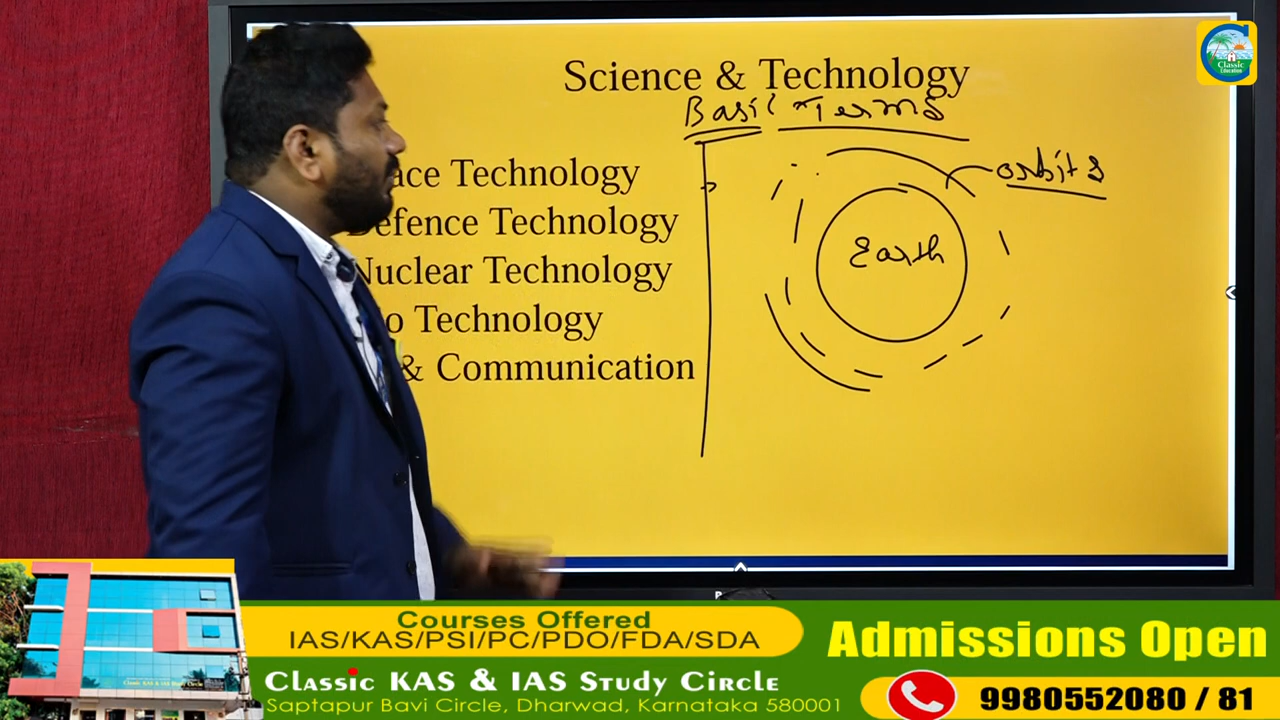 Classic
Education
Science & Technology
Basic Terms
ace Technology
Defence Technology
Nuclear Technology
o Technology
& Communication
orbits
Earth
Courses Offered
IAS/KAS/PSI/PC/PDO/FDA/SDA
Classic KAS & IAS Study Circle
Saptapur Bavi Circle, Dharwad, Karnataka 580001
Admissions Open
9980552080 / 81